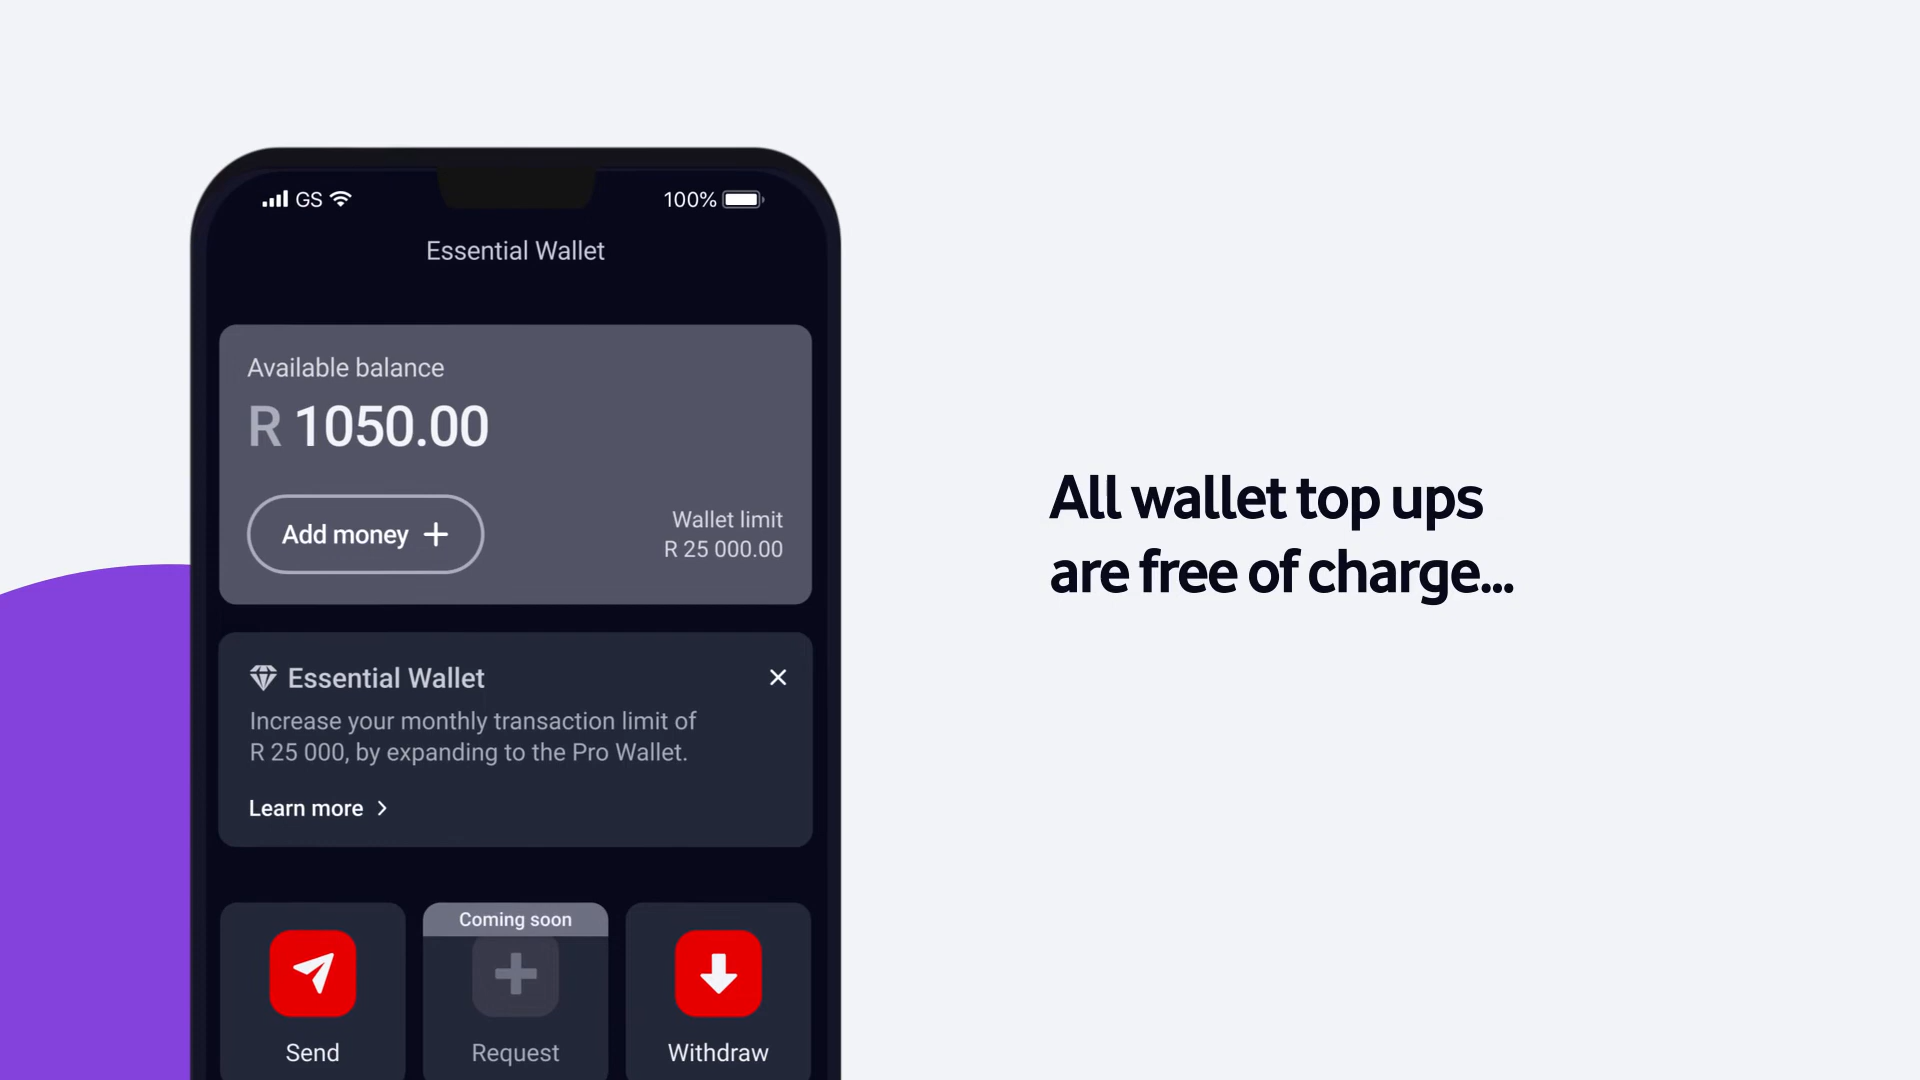 GS
100%
Essential Wallet
Available balance
R 1050.00
Add money
Wallet limit
R 25 000.00
Essential Wallet
Increase your monthly transaction limit of
R 25 000, by expanding to the Pro Wallet.
Learn more
Send
Coming soon
Request
Withdraw
All wallet top ups
are free of charge...